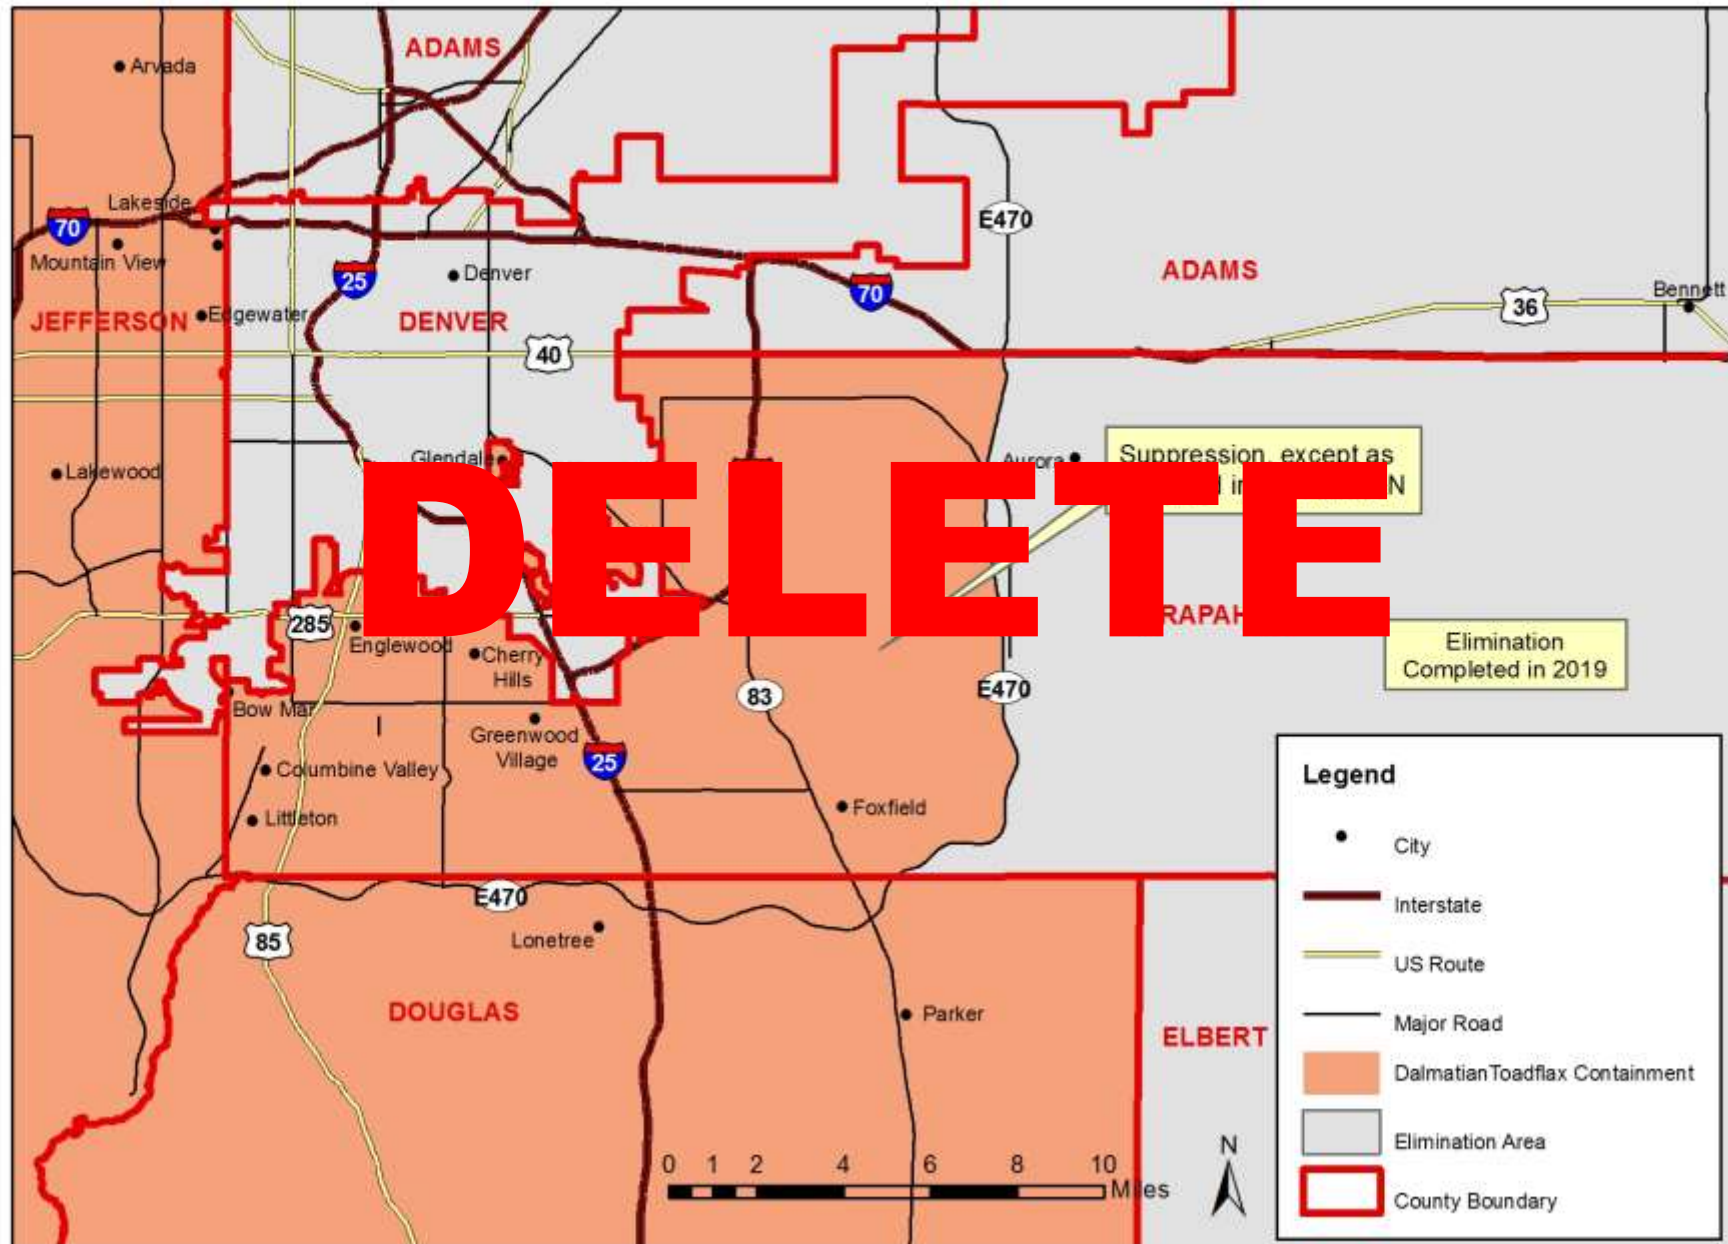 ADAMS
Arvada
Lakeside
70
E470
Mountain View
25
Denver
70
ADAMS
36
Bennett
JEFFERSON
Edgewater
DENVER
40
Lakewood
Glendale
Aurora
Suppression, except as
N
DELETE
285
Englewood
Cherry
Hills
RAPAH
Elimination
Completed in 2019
83
E470
Bow Mar
Greenwood
Village
25
Columbine Valley
Littleton
Foxfield
E470
85
Lonetree
DOUGLAS
Parker
ELBERT
Legend
City
Interstate
US Route
Major Road
DalmatianToadflax Containment
Elimination Area
County Boundary
0 1 2 4 6 8 10
Miles
N